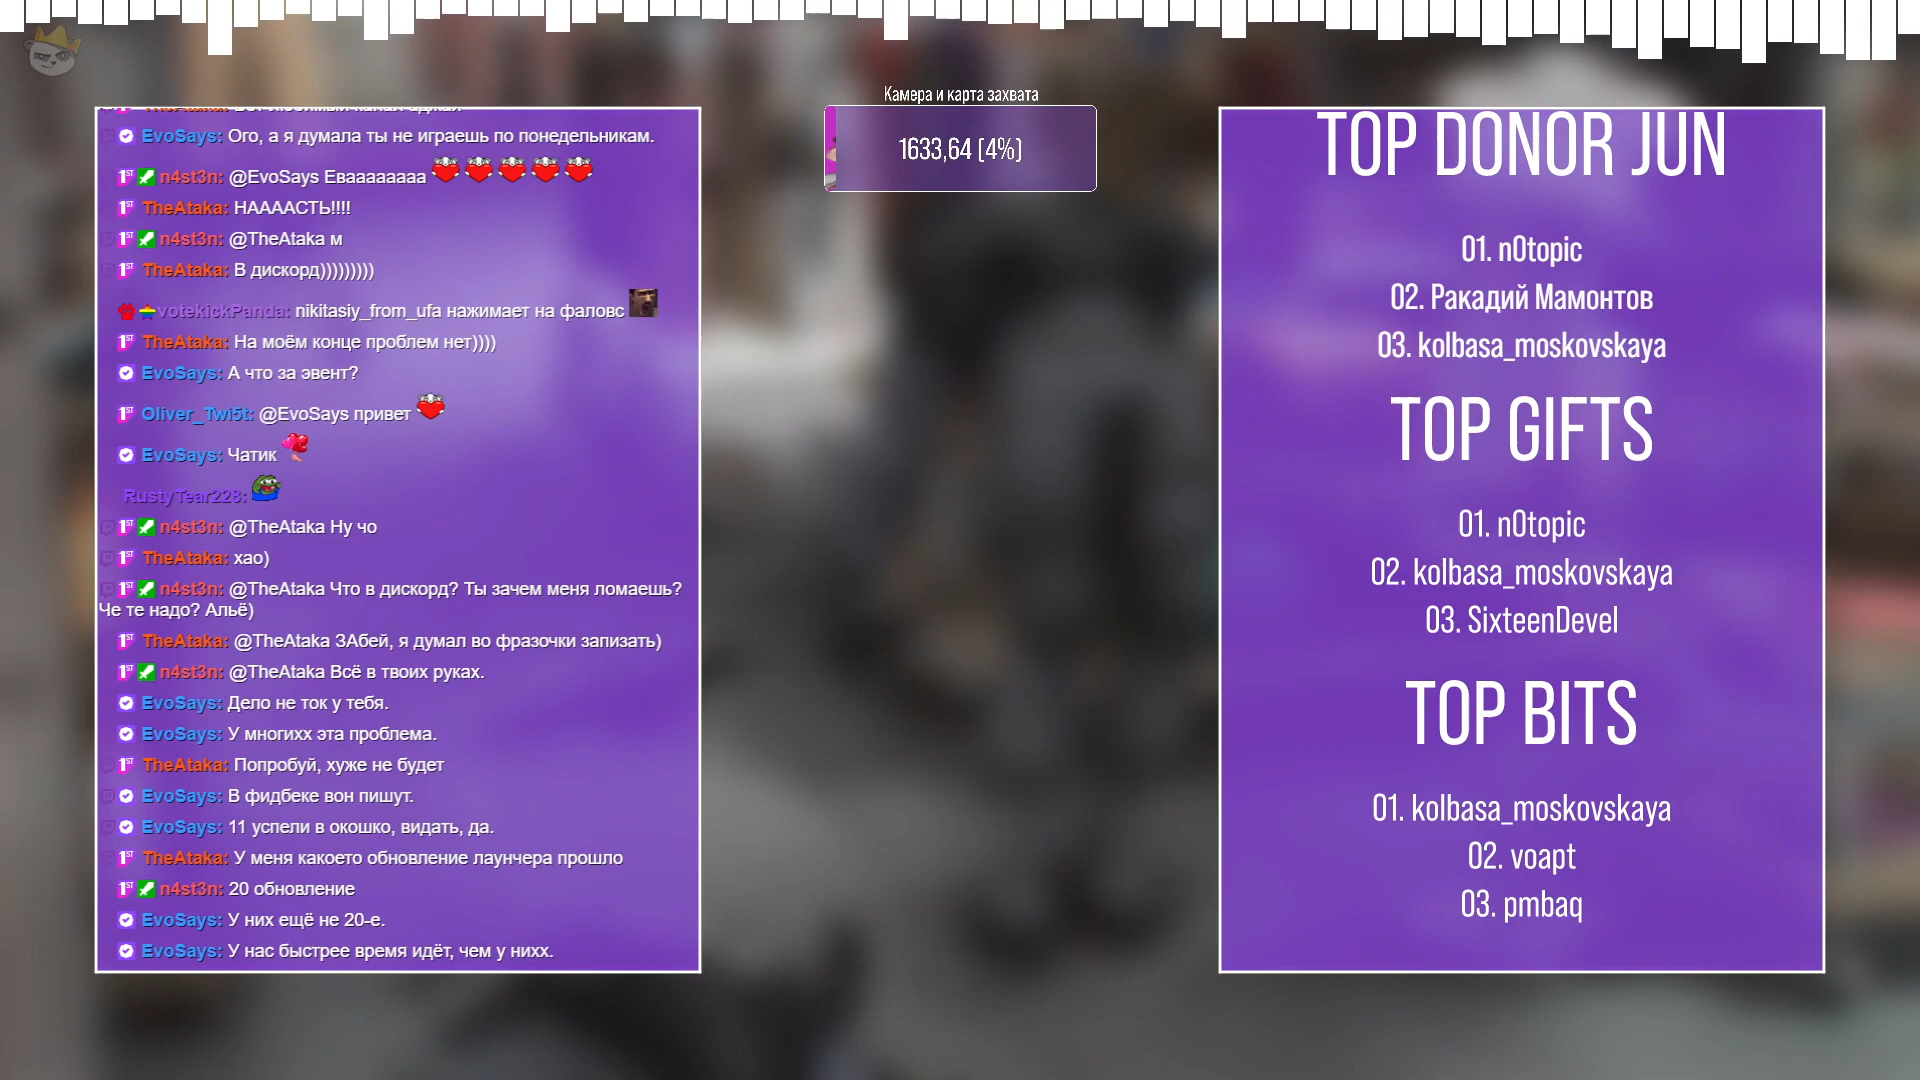 EvoSays: Ого, а я думала ты не играешь по понедельникам.
n4st3n: @EvoSays Еваааааааа
TheAtaka: НААААСТЬ!!!!
n4st3n: @TheAtaka м
TheAtaka: В дискорд)))))))))
votekickPanda: nikitasiy_from_ufa нажимает на фаловс
TheAtaka: На моём конце проблем нет))))
EvoSays: А что за эвент?
Oliver_Twi5t: @EvoSays привет
EvoSays: Чатик
RustyTear228:
n4st3n: @TheAtaka Ну чо
TheAtaka: хао)
n4st3n: @TheAtaka Что в дискорд? Ты зачем меня ломаешь?
Че те надо? Альё)
TheAtaka: @TheAtaka ЗАбей, я думал во фразочки запизать)
n4st3n: @TheAtaka Всё в твоих руках.
EvoSays: Дело не ток у тебя.
EvoSays: У многихх эта проблема.
TheAtaka: Попробуй, хуже не будет
EvoSays: В фидбеке вон пишут.
EvoSays: 11 успели в окошко, видать, да.
TheAtaka: У меня какоето обновление лаунчера прошло
n4st3n: 20 обновление
EvoSays: У них ещё не 20-е.
EvoSays: У нас быстрее время идёт, чем у нихх.
Камера и карта захвата
1633,64 (4%)
TOP DONOR JUN
01. n0topic
02. Ракадий Мамонтов
03. kolbasa_moskovskaya
TOP GIFTS
01. n0topic
02. kolbasa_moskovskaya
03. SixteenDevel
TOP BITS
01. kolbasa_moskovskaya
02. voapt
03. pmbaq